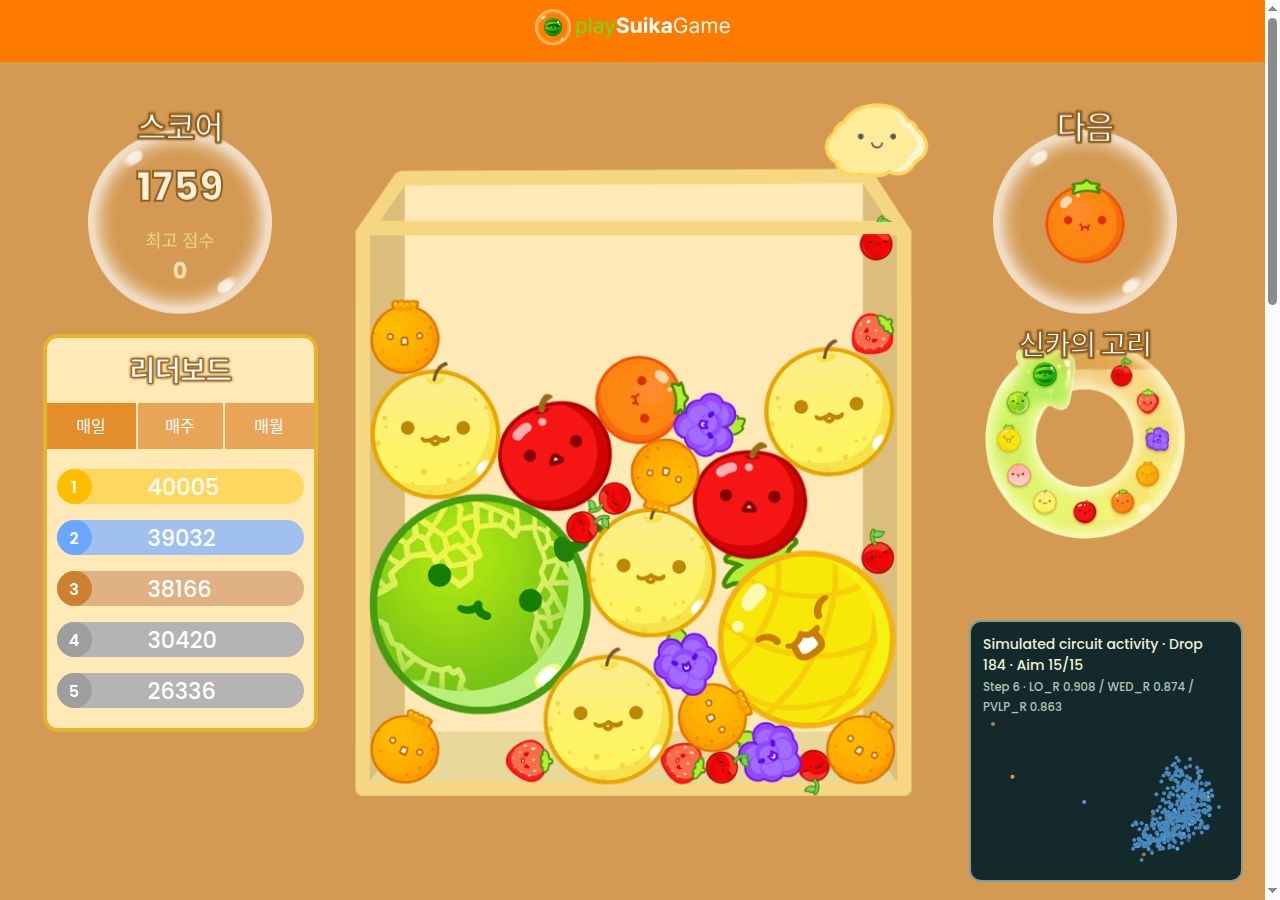 playSuikaGame
스코어
1759
최고 점수
0
리더보드
매일
매주
매월
1 40005
2 39032
3 38166
4 30420
5 26336
다음
신카의 고리
Simulated circuit activity · Drop
184 · Aim 15/15
Step 6 · LO_R 0.908 / WED_R 0.874 /
PVLP_R 0.863